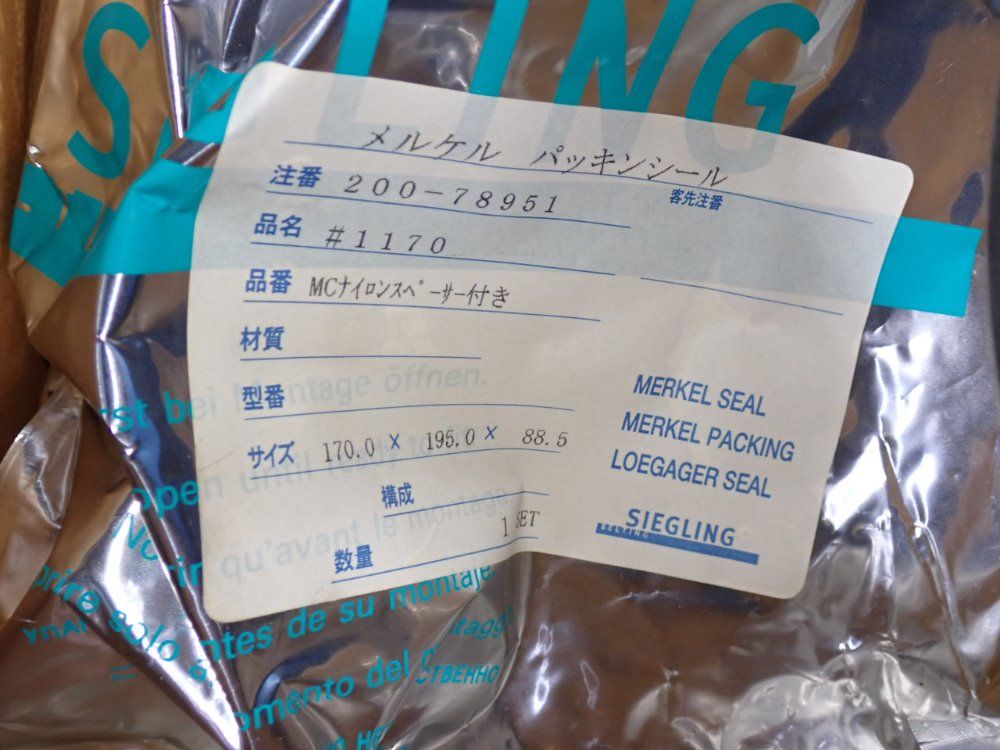 SIEGLING
メルケル パッキンシール
注番 200-78951
客先注番
品名 #1170
品番 MCナイロンスペーサー付き
材質
型番
サイズ 170.0 × 195.0 × 88.5
構成
数量 1 SET
MERKEL SEAL
MERKEL PACKING
LOEGAGER SEAL
SIEGLING
st bei Montage öffnen.
open until
qu'avant le montage
ntes de su montaje
omento del